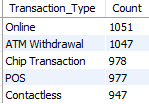 Transaction_Type Count
Online 1051
ATM Withdrawal 1047
Chip Transaction 978
POS 977
Contactless 947